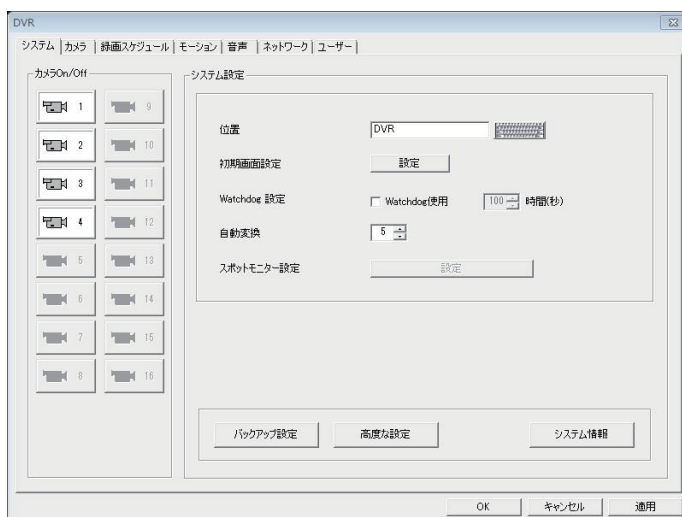 DVR
システム カメラ 録画スケジュール モーション 音声 ネットワーク ユーザー
カメラOn/Off
1 9
2 10
3 11
4 12
5 13
6 14
7 15
8 16
システム設定
位置 DVR
初期画面設定 設定
Watchdog 設定 Watchdog使用 100 時間(秒)
自動変換 5
スポットモニター設定 設定
バックアップ設定 高度な設定 システム情報
OK キャンセル 適用